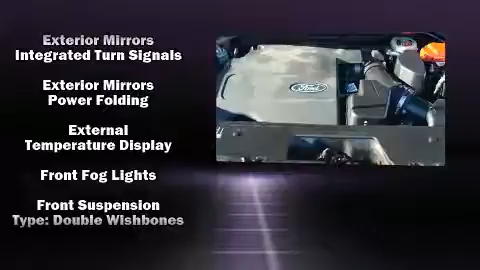 Exterior Mirrors
Integrated Turn Signals
Exterior Mirrors
Power Folding
External
Temperature Display
Front Fog Lights
Front Suspension
Type: Double Wishbones
Ford